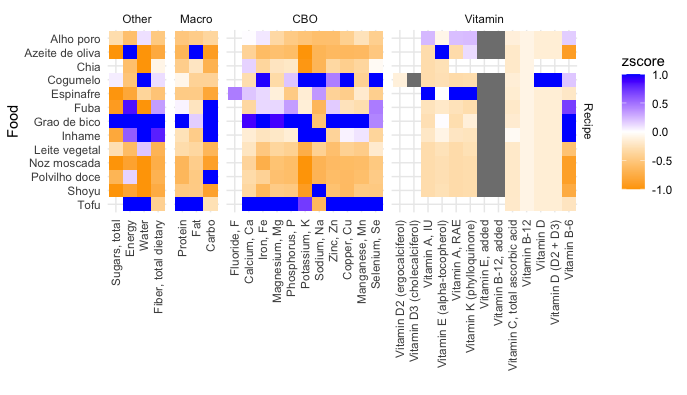 Other
Macro
CBO
Vitamin
Food
Alho poro
Azeite de oliva
Chia
Cogumelo
Espinafre
Fuba
Grao de bico
Inhame
Leite vegetal
Noz moscada
Polvilho doce
Shoyu
Tofu
Recipe
Sugars, total
Energy
Water
Fiber, total dietary
Protein
Fat
Carbo
Fluoride, F
Calcium, Ca
Iron, Fe
Magnesium, Mg
Phosphorus, P
Potassium, K
Sodium, Na
Zinc, Zn
Copper, Cu
Manganese, Mn
Selenium, Se
Vitamin D2 (ergocalciferol)
Vitamin D3 (cholecalciferol)
Vitamin A, IU
Vitamin E (alpha-tocopherol)
Vitamin A, RAE
Vitamin K (phylloquinone)
Vitamin E, added
Vitamin B-12, added
Vitamin C, total ascorbic acid
Vitamin B-12
Vitamin D
Vitamin D (D2 + D3)
Vitamin B-6
zscore
1.0
0.5
0.0
-0.5
-1.0